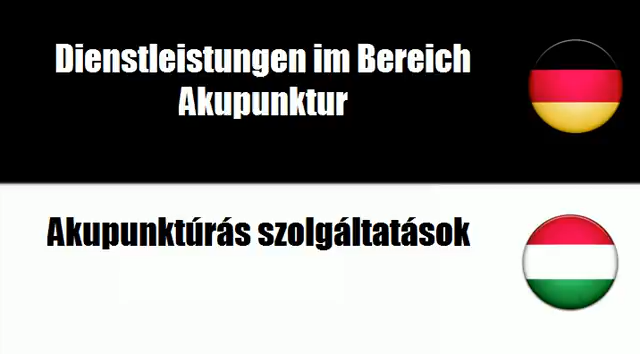 Dienstleistungen im Bereich
Akupunktur
Akupunktúrás szolgáltatások